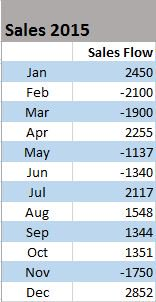 Sales 2015
Sales Flow
Jan 2450
Feb -2100
Mar -1900
Apr 2255
May -1137
Jun -1340
Jul 2117
Aug 1548
Sep 1344
Oct 1351
Nov -1750
Dec 2852